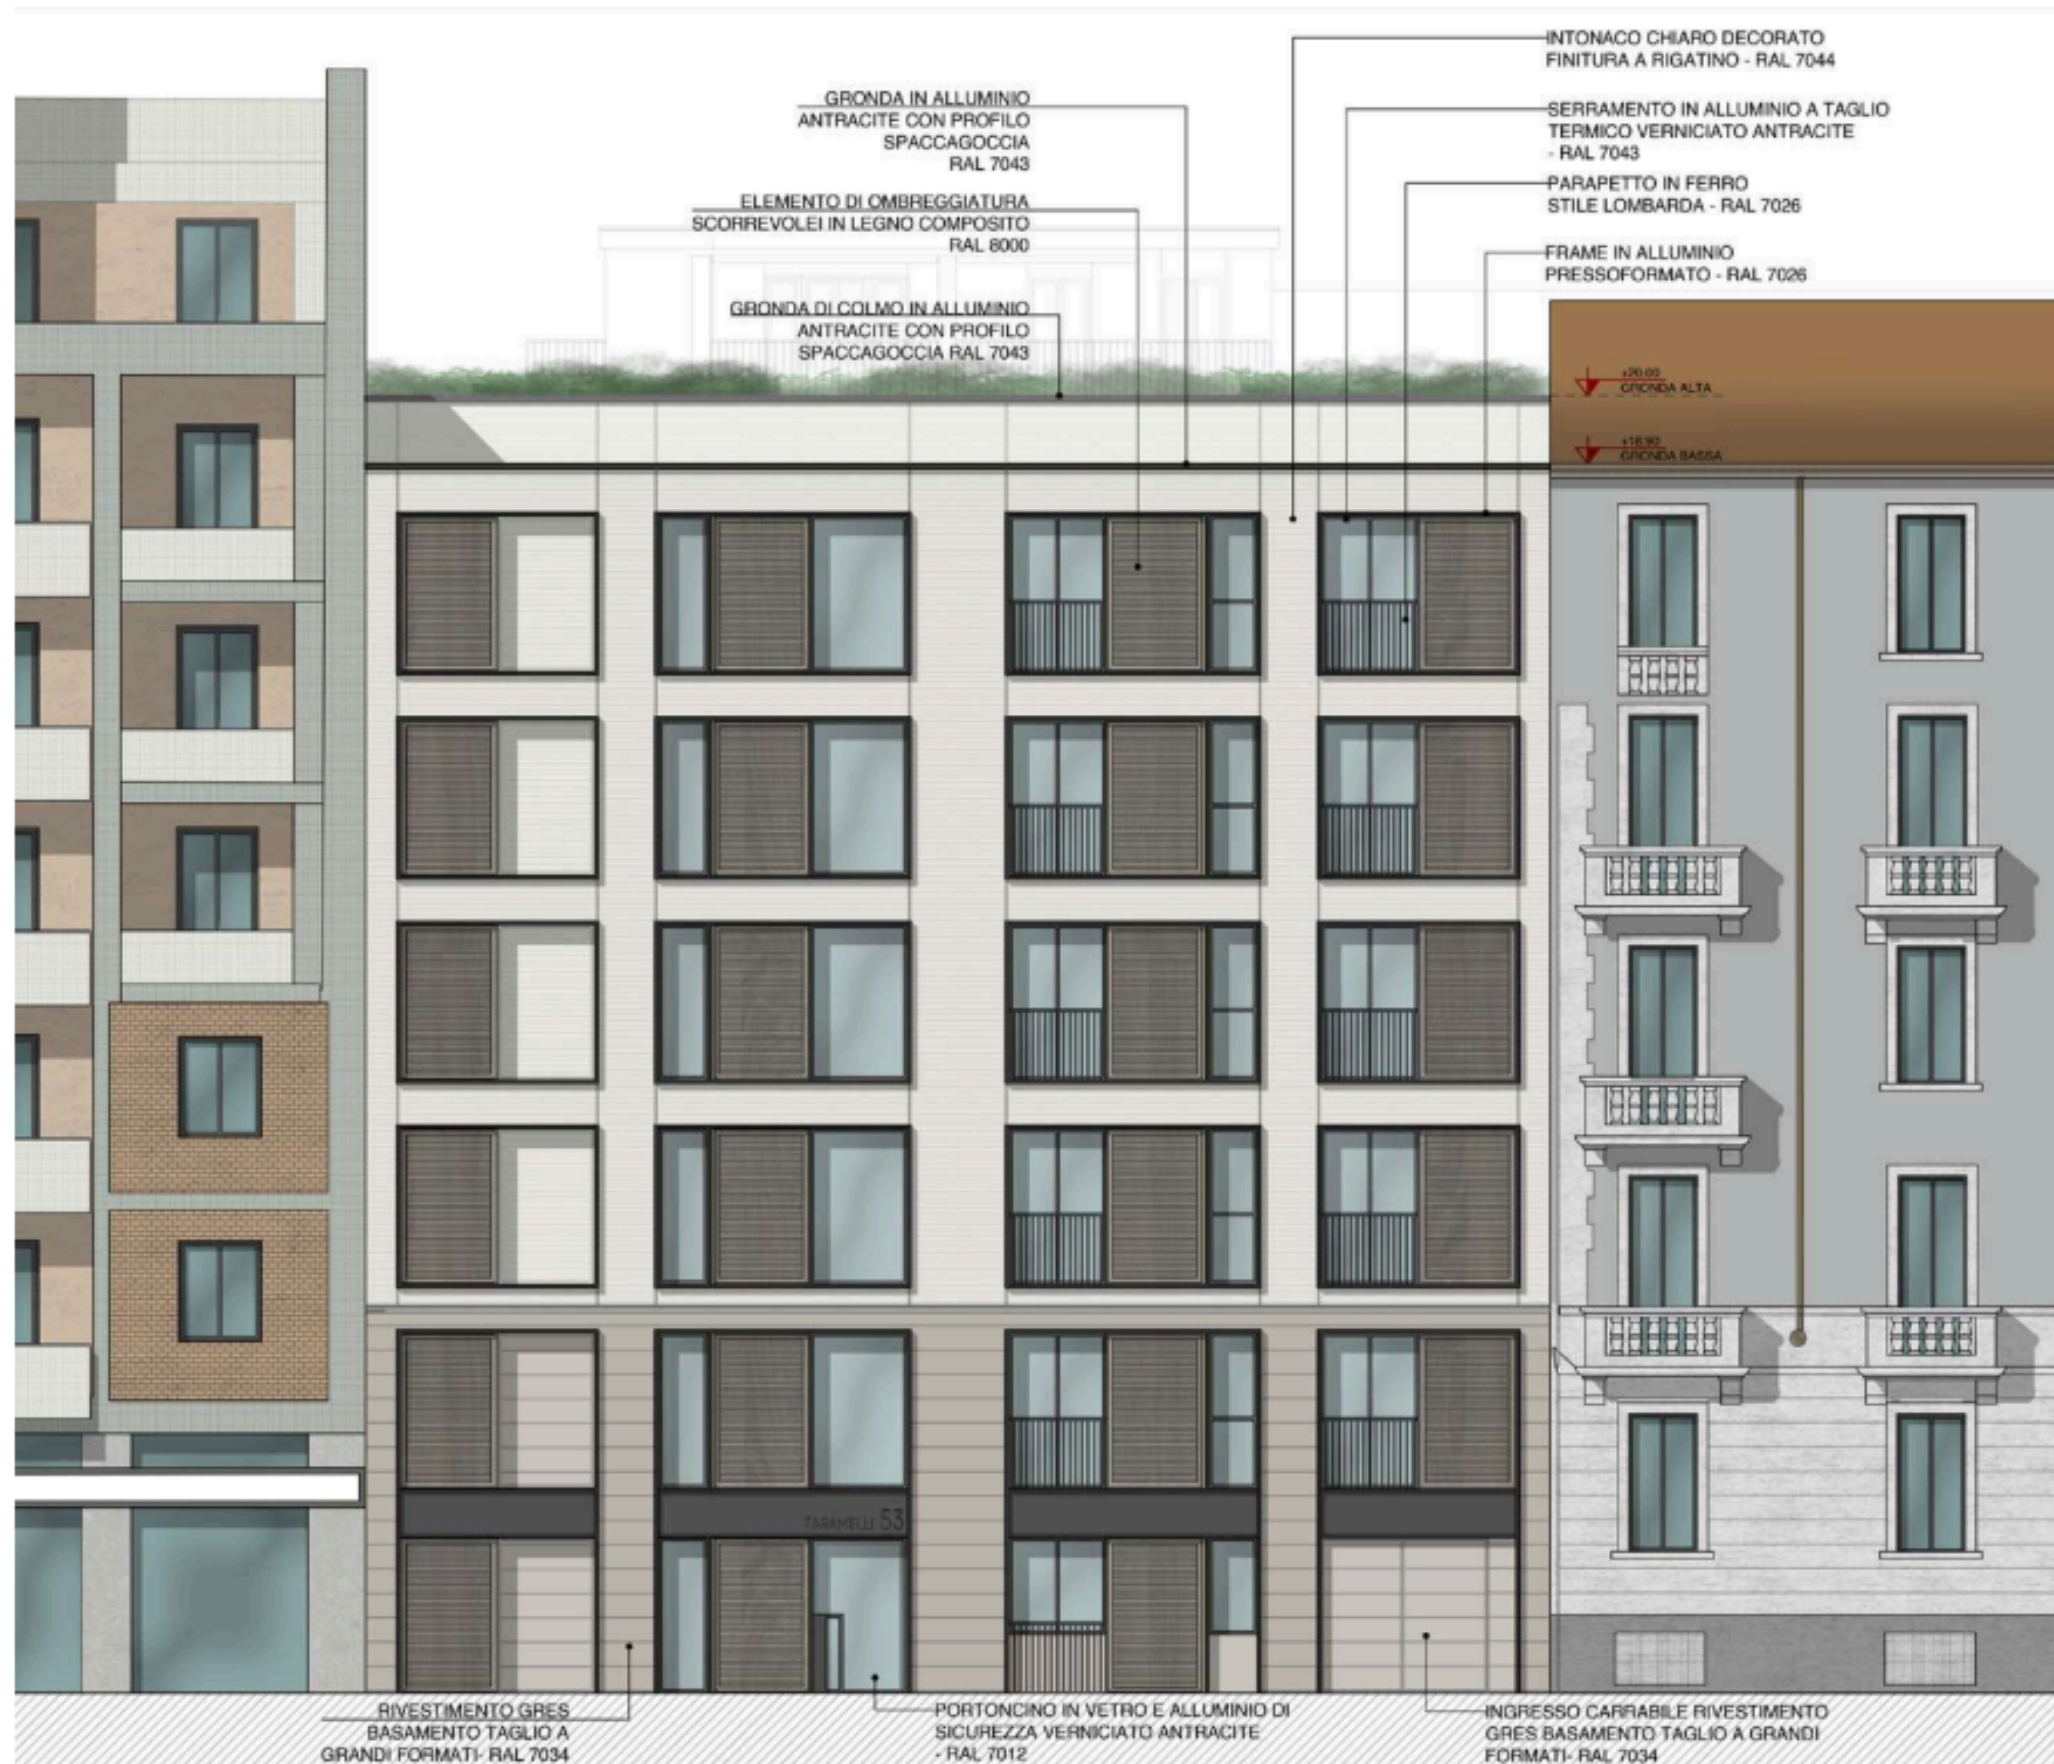 INTONACO CHIARO DECORATO
FINITURA A RIGATINO - RAL 7044
GRONDA IN ALLUMINIO
ANTRACITE CON PROFILO
SPACCAGOCCIA
RAL 7043
SERRAMENTO IN ALLUMINIO A TAGLIO
TERMICO VERNICIATO ANTRACITE
- RAL 7043
ELEMENTO DI OMBREGGIATURA
SCORREVOLEI IN LEGNO COMPOSITO
RAL 8000
PARAPETTO IN FERRO
STILE LOMBARDA - RAL 7026
FRAME IN ALLUMINIO
PRESSOFORMATO - RAL 7026
GRONDA DI COLMO IN ALLUMINIO
ANTRACITE CON PROFILO
SPACCAGOCCIA RAL 7043
+20.00
GRONDA ALTA
+18.90
GRONDA BASSA
TARAMELLI 53
RIVESTIMENTO GRES
BASAMENTO TAGLIO A
GRANDI FORMATI- RAL 7034
PORTONCINO IN VETRO E ALLUMINIO DI
SICUREZZA VERNICIATO ANTRACITE
- RAL 7012
INGRESSO CARRABILE RIVESTIMENTO
GRES BASAMENTO TAGLIO A GRANDI
FORMATI- RAL 7034